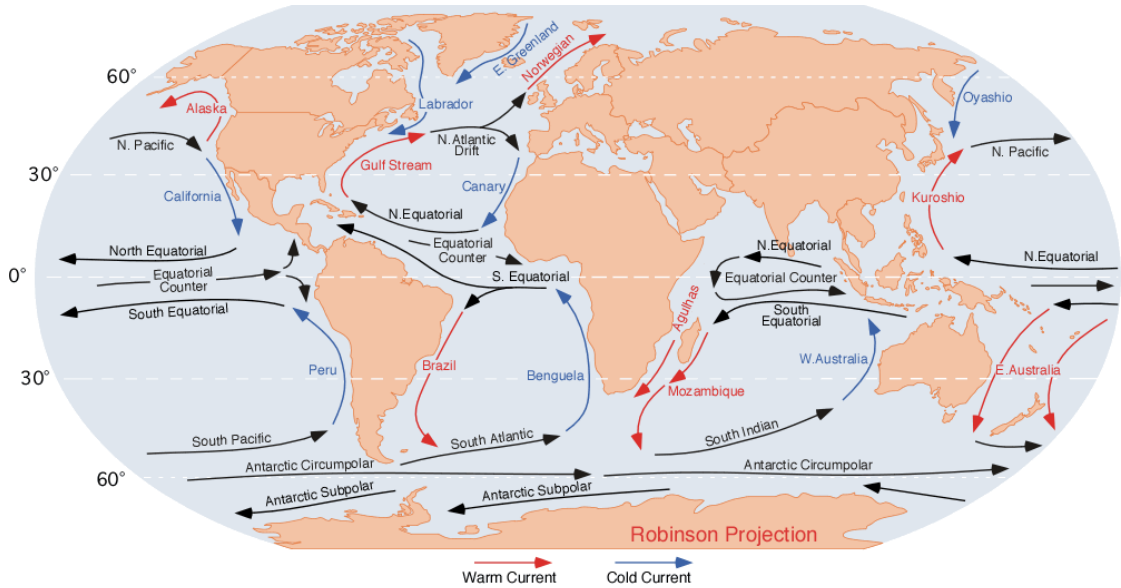 E. Greenland
Norwegian
60°
Alaska
Labrador
Oyashio
N. Pacific
N.Atlantic
Drift
N. Pacific
Gulf Stream
30°
California
Canary
Kuroshio
N.Equatorial
North Equatorial
Equatorial
Counter
N.Equatorial
N.Equatorial
Equatorial
Counter
0°
S. Equatorial
Equatorial Counter
South Equatorial
South
Equatorial
Agulhas
Peru
Brazil
Benguela
W.Australia
E.Australia
30°
Mozambique
South Pacific
South Atlantic
South Indian
Antarctic Circumpolar
Antarctic Circumpolar
60°
Antarctic Subpolar
Antarctic Subpolar
Robinson Projection
Warm Current
Cold Current